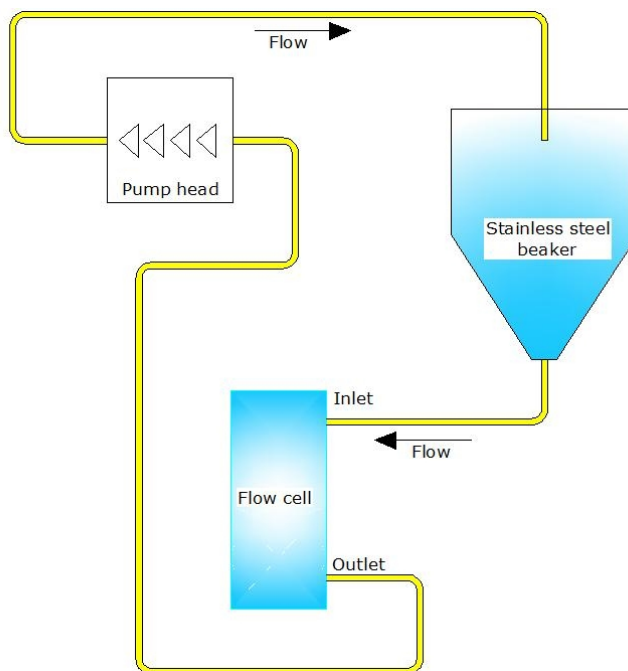 Flow
Pump head
Stainless steel
beaker
Inlet
Flow
Flow cell
Outlet